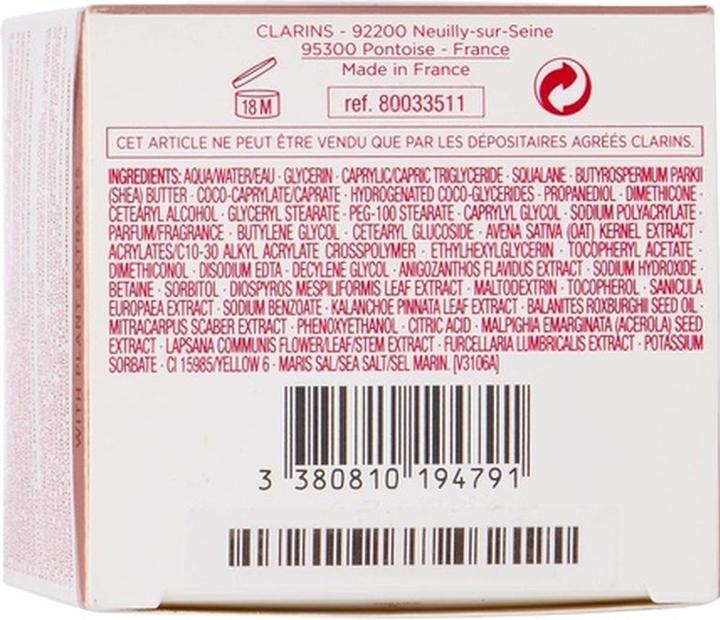 CLARINS - 92200 Neuilly-sur-Seine
95300 Pontoise - France
Made in France
18 M
ref. 80033511
CET ARTICLE NE PEUT ÊTRE VENDU QUE PAR LES DÉPOSITAIRES AGRÉÉS CLARINS.
INGREDIENTS: AQUA/WATER/EAU · GLYCERIN · CAPRYLIC/CAPRIC TRIGLYCERIDE · SQUALANE · BUTYROSPERMUM PARKII
(SHEA) BUTTER · COCO-CAPRYLATE/CAPRATE · HYDROGENATED COCO-GLYCERIDES · PROPANEDIOL · DIMETHICONE ·
CETEARYL ALCOHOL · GLYCERYL STEARATE · PEG-100 STEARATE · CAPRYLYL GLYCOL · SODIUM POLYACRYLATE ·
PARFUM/FRAGRANCE · BUTYLENE GLYCOL · CETEARYL GLUCOSIDE · AVENA SATIVA (OAT) KERNEL EXTRACT ·
ACRYLATES/C10-30 ALKYL ACRYLATE CROSSPOLYMER · ETHYLHEXYLGLYCERIN · TOCOPHERYL ACETATE ·
DIMETHICONOL · DISODIUM EDTA · DECYLENE GLYCOL · ANIGOZANTHOS FLAVIDUS EXTRACT · SODIUM HYDROXIDE ·
BETAINE · SORBITOL · DIOSPYROS MESPILIFORMIS LEAF EXTRACT · MALTODEXTRIN · TOCOPHEROL · SANICULA
EUROPAEA EXTRACT · SODIUM BENZOATE · KALANCHOE PINNATA LEAF EXTRACT · BALANITES ROXBURGHII SEED OIL ·
MITRACARPUS SCABER EXTRACT · PHENOXYETHANOL · CITRIC ACID · MALPIGHIA EMARGINATA (ACEROLA) SEED
EXTRACT · LAPSANA COMMUNIS FLOWER/LEAF/STEM EXTRACT · FURCELLARIA LUMBRICALIS EXTRACT · POTASSIUM
SORBATE · CI 15985/YELLOW 6 · MARIS SAL/SEA SALT/SEL MARIN. [V3106A]
3 380810 194791
WITH PLANT EXTRACTS